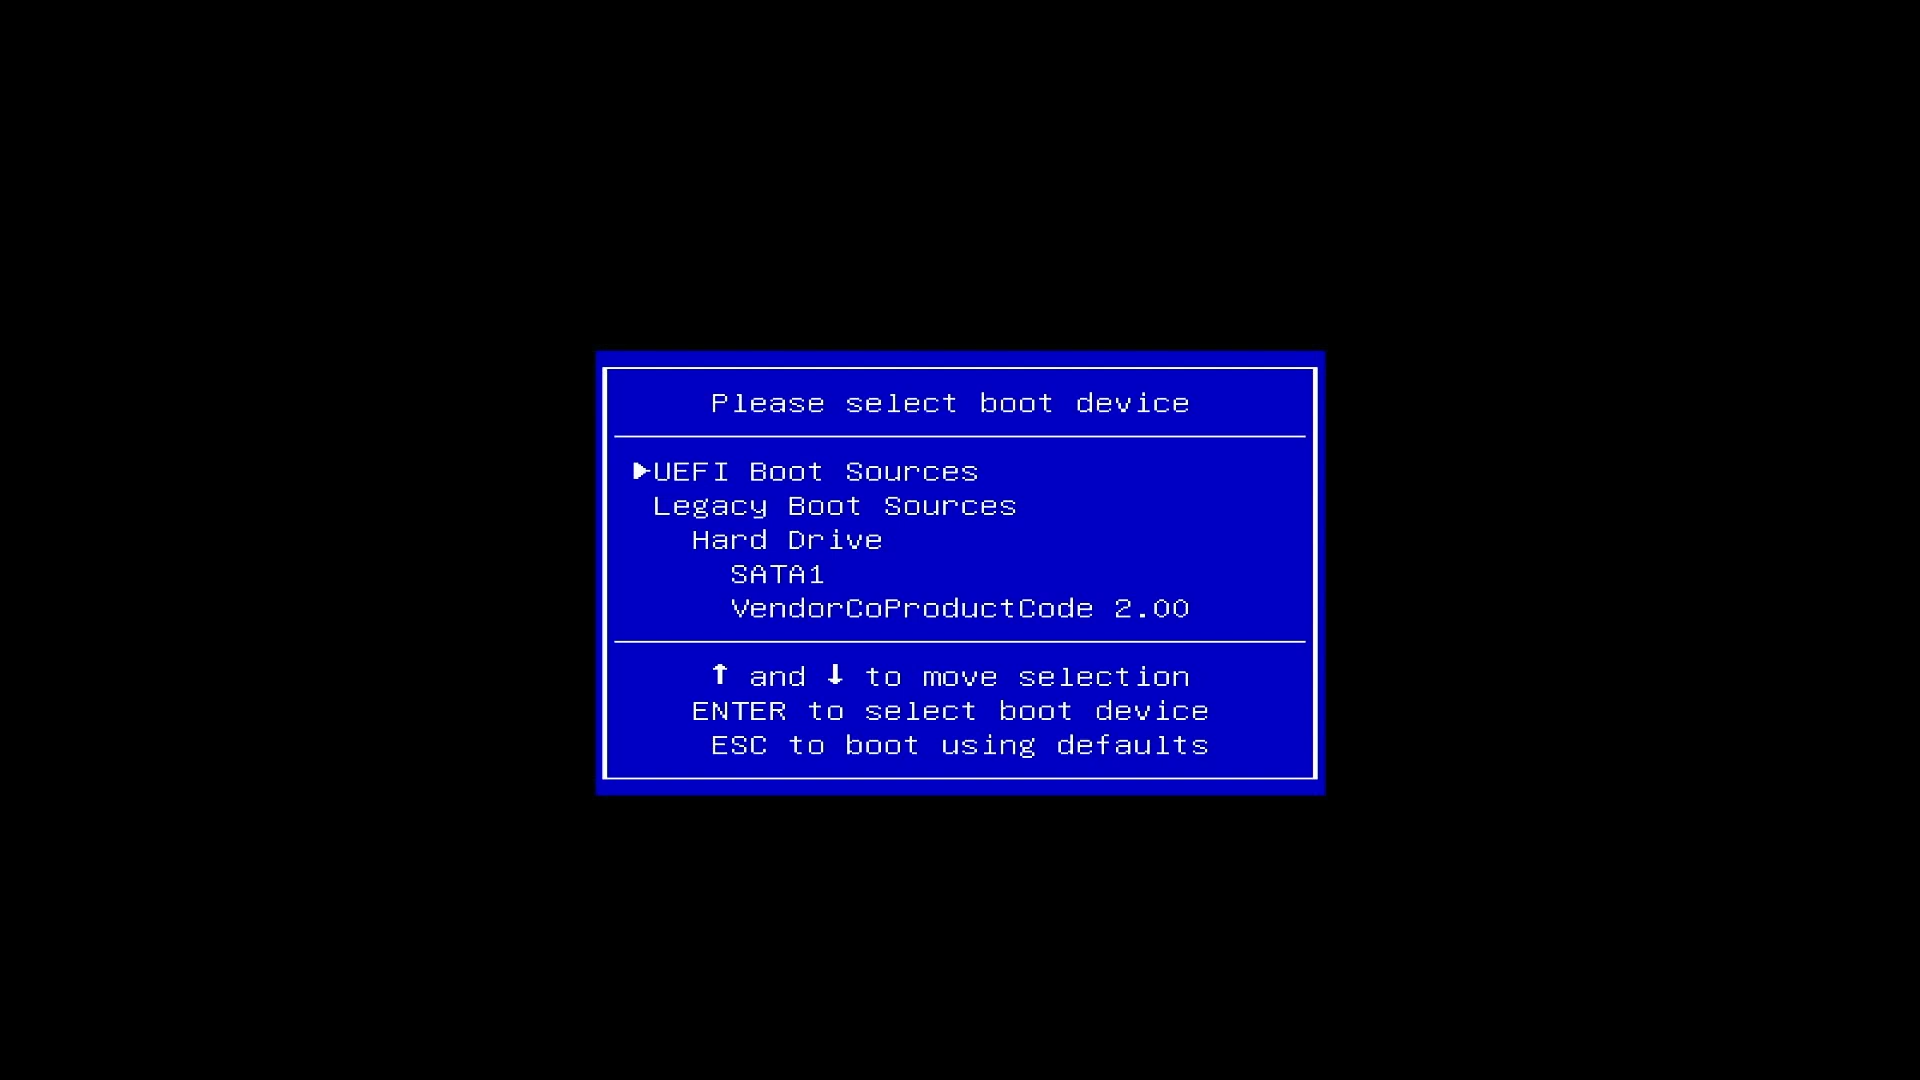 Please select boot device
▶UEFI Boot Sources
Legacy Boot Sources
Hard Drive
SATA1
VendorCoProductCode 2.00
↑ and ↓ to move selection
ENTER to select boot device
ESC to boot using defaults